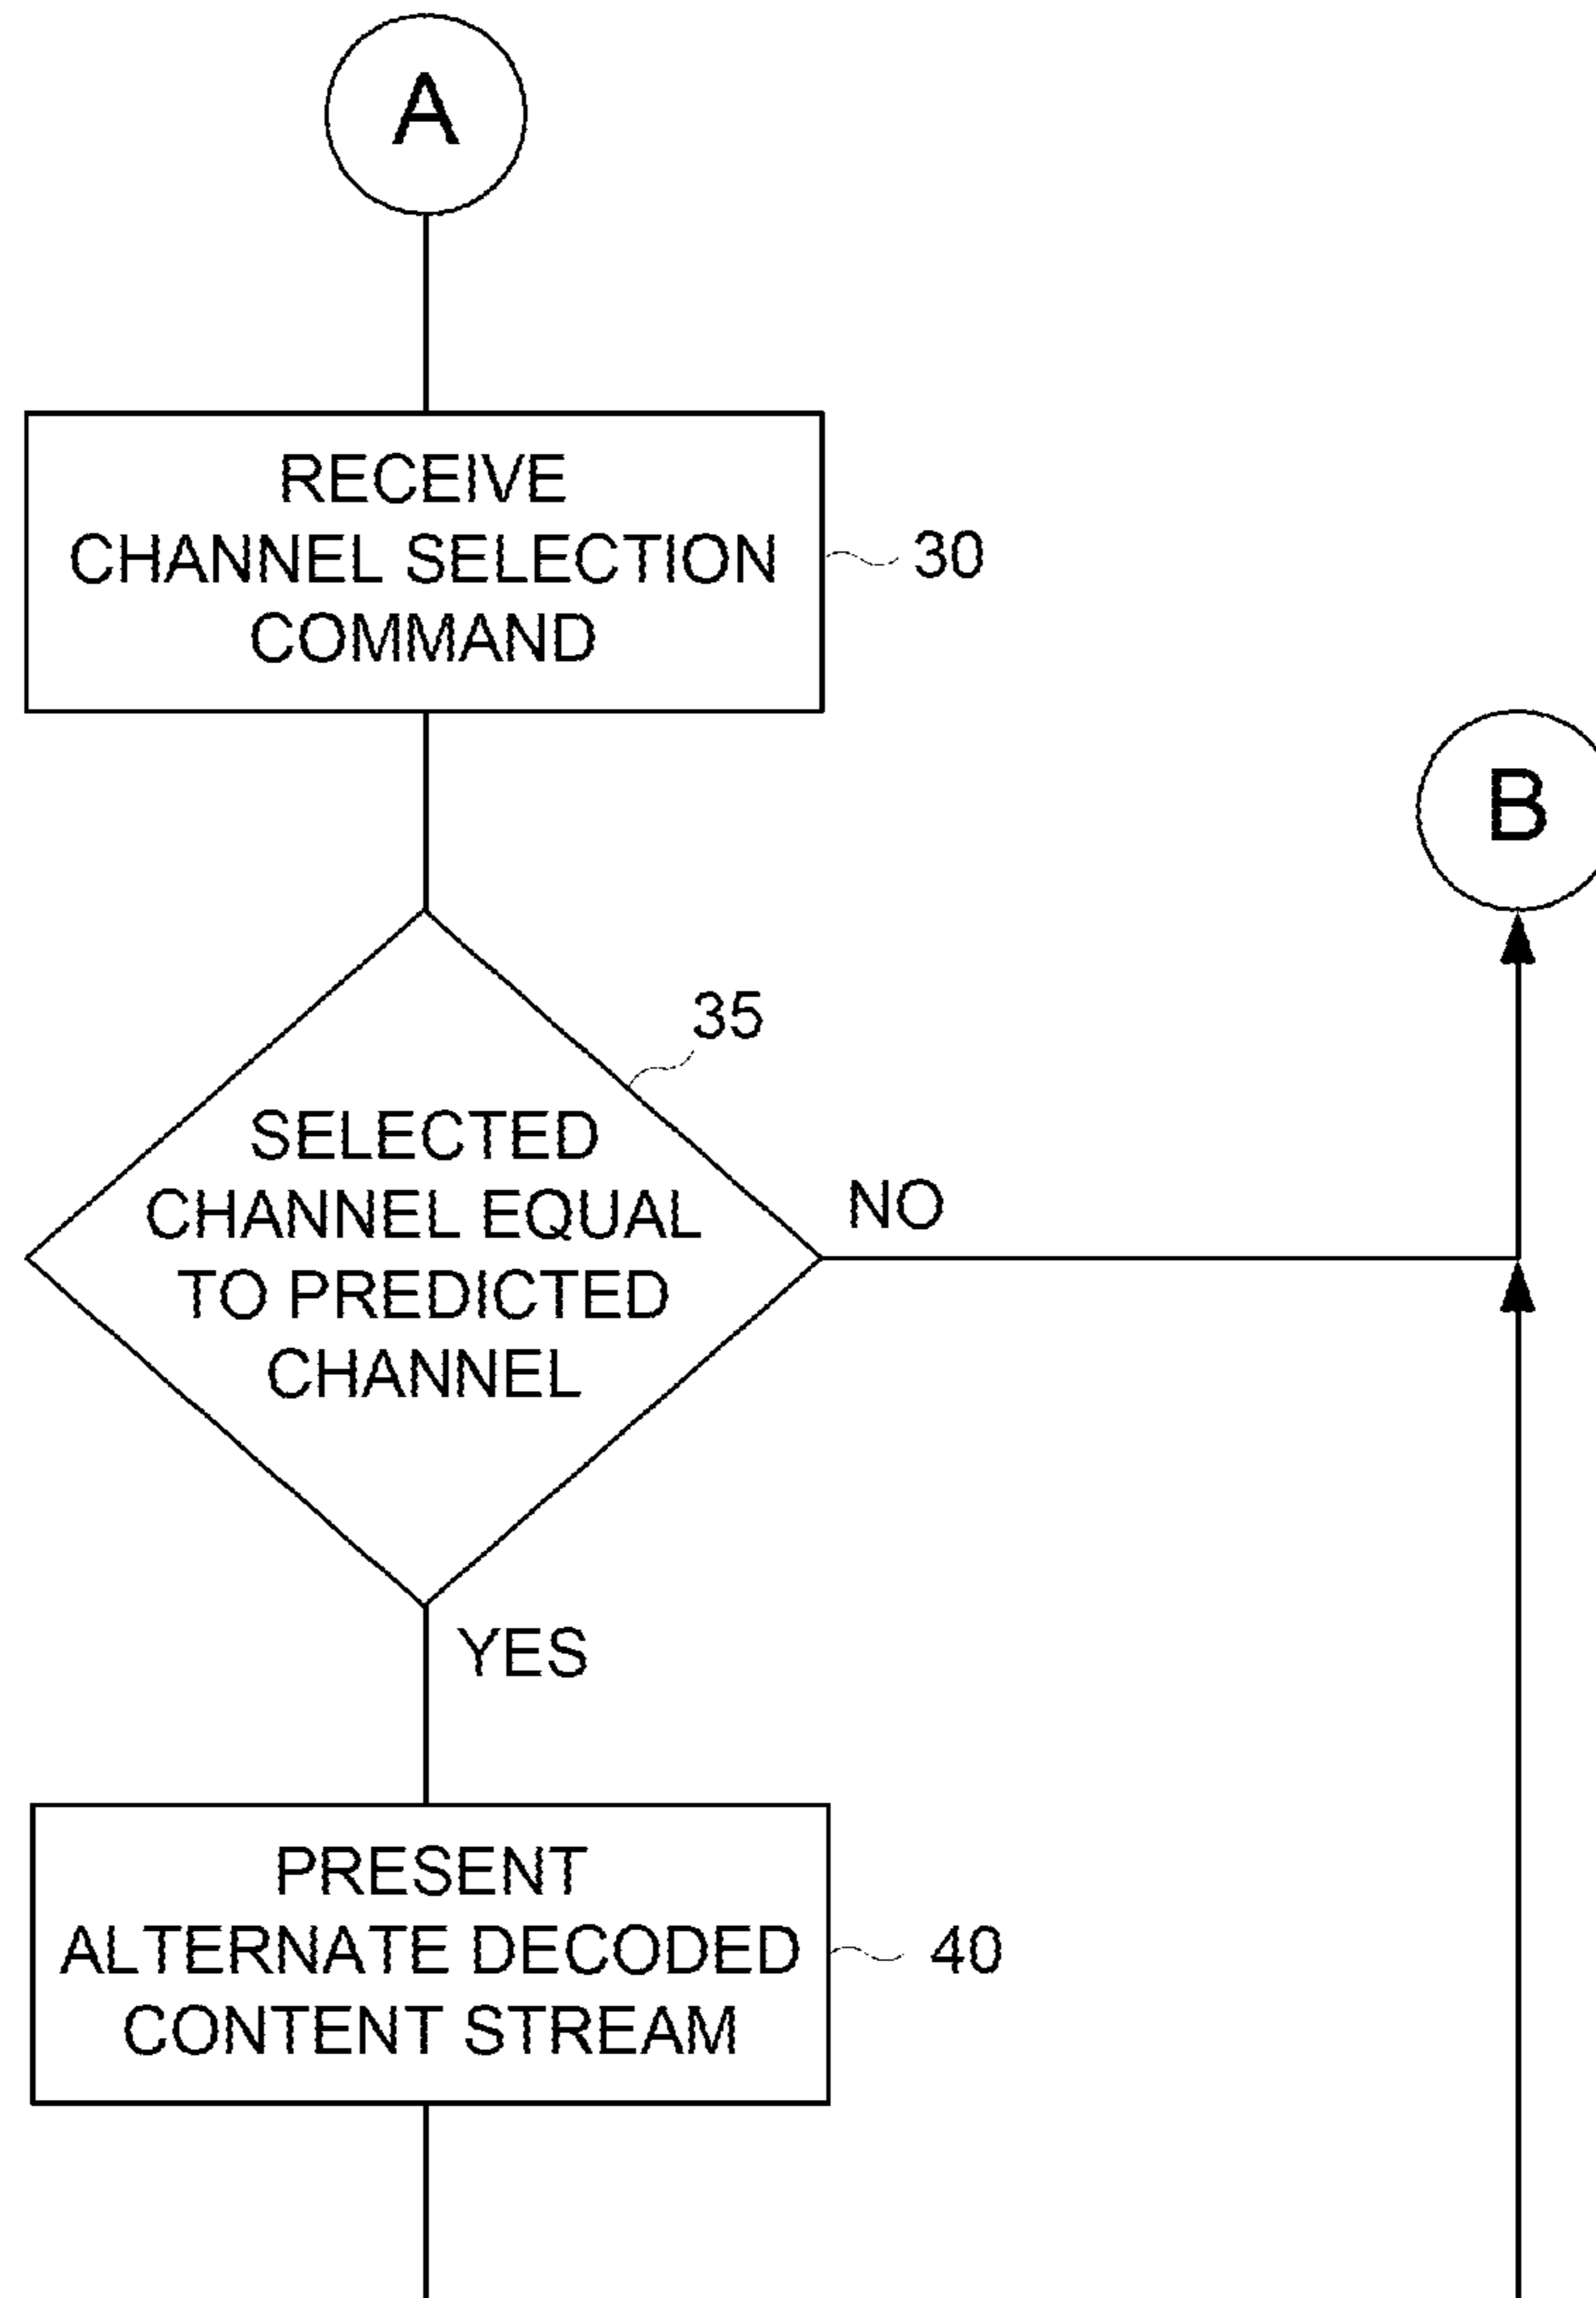 A
RECEIVE
CHANNEL SELECTION
COMMAND
30
B
35
SELECTED
CHANNEL EQUAL
TO PREDICTED
CHANNEL
NO
YES
PRESENT
ALTERNATE DECODED
CONTENT STREAM
40